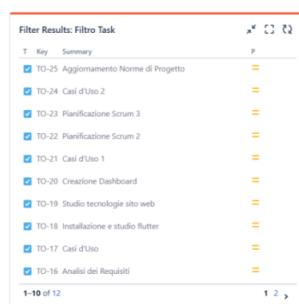 Filter Results: Filtro Task
T Key Summary P
TO-25 Aggiornamento Norme di Progetto
TO-24 Casi d'Uso 2
TO-23 Pianificazione Scrum 3
TO-22 Pianificazione Scrum 2
TO-21 Casi d'Uso 1
TO-20 Creazione Dashboard
TO-19 Studio tecnologie sito web
TO-18 Installazione e studio flutter
TO-17 Casi d'Uso
TO-16 Analisi dei Requisiti
1–10 of 12 1 2